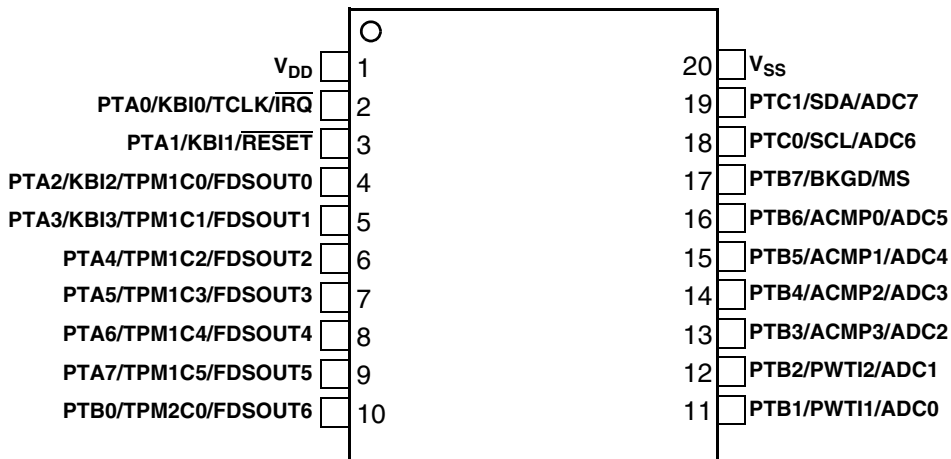 V_DD 1
PTA0/KBI0/TCLK/IRQ 2
PTA1/KBI1/RESET 3
PTA2/KBI2/TPM1C0/FDSOUT0 4
PTA3/KBI3/TPM1C1/FDSOUT1 5
PTA4/TPM1C2/FDSOUT2 6
PTA5/TPM1C3/FDSOUT3 7
PTA6/TPM1C4/FDSOUT4 8
PTA7/TPM1C5/FDSOUT5 9
PTB0/TPM2C0/FDSOUT6 10
20 V_SS
19 PTC1/SDA/ADC7
18 PTC0/SCL/ADC6
17 PTB7/BKGD/MS
16 PTB6/ACMP0/ADC5
15 PTB5/ACMP1/ADC4
14 PTB4/ACMP2/ADC3
13 PTB3/ACMP3/ADC2
12 PTB2/PWTI2/ADC1
11 PTB1/PWTI1/ADC0